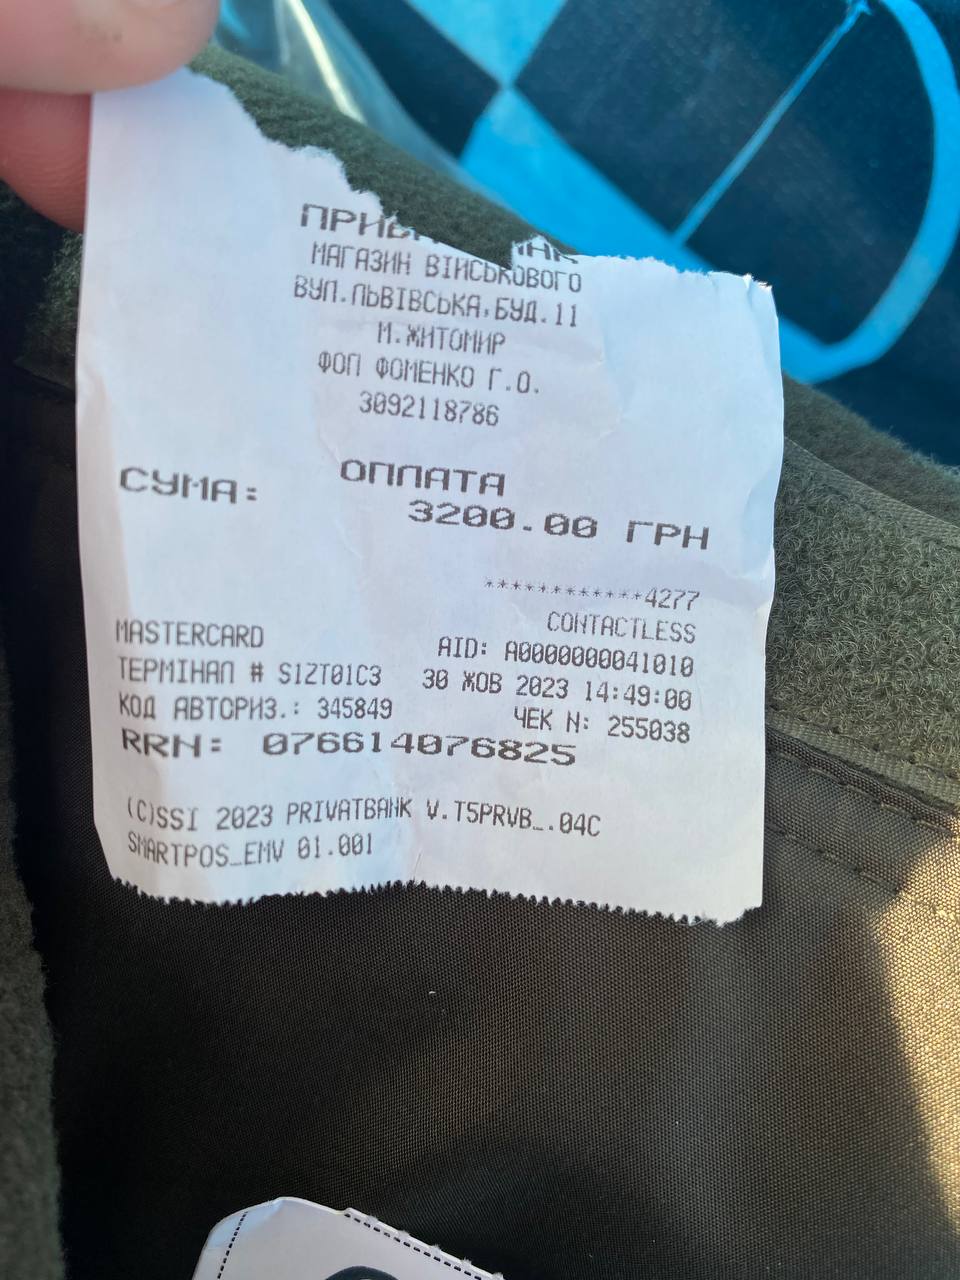 МАГАЗИН ВІЙСЬКОВОГО
ВУЛ.ЛЬВІВСЬКА,БУД.11
М.ЖИТОМИР
ФОП ФОМЕНКО Г.О.
3092118786
ОПЛАТА
СУМА: 3200.00 ГРН
************4277
CONTACTLESS
MASTERCARD AID: A0000000041010
ТЕРМІНАЛ # S1ZT01C3 30 ЖОВ 2023 14:49:00
КОД АВТОРИЗ.: 345849 ЧЕК N: 255038
RRN: 076614076825
(C)SSI 2023 PRIVATBANK V.T5PRVB_.04C
SMARTPOS_EMV 01.001